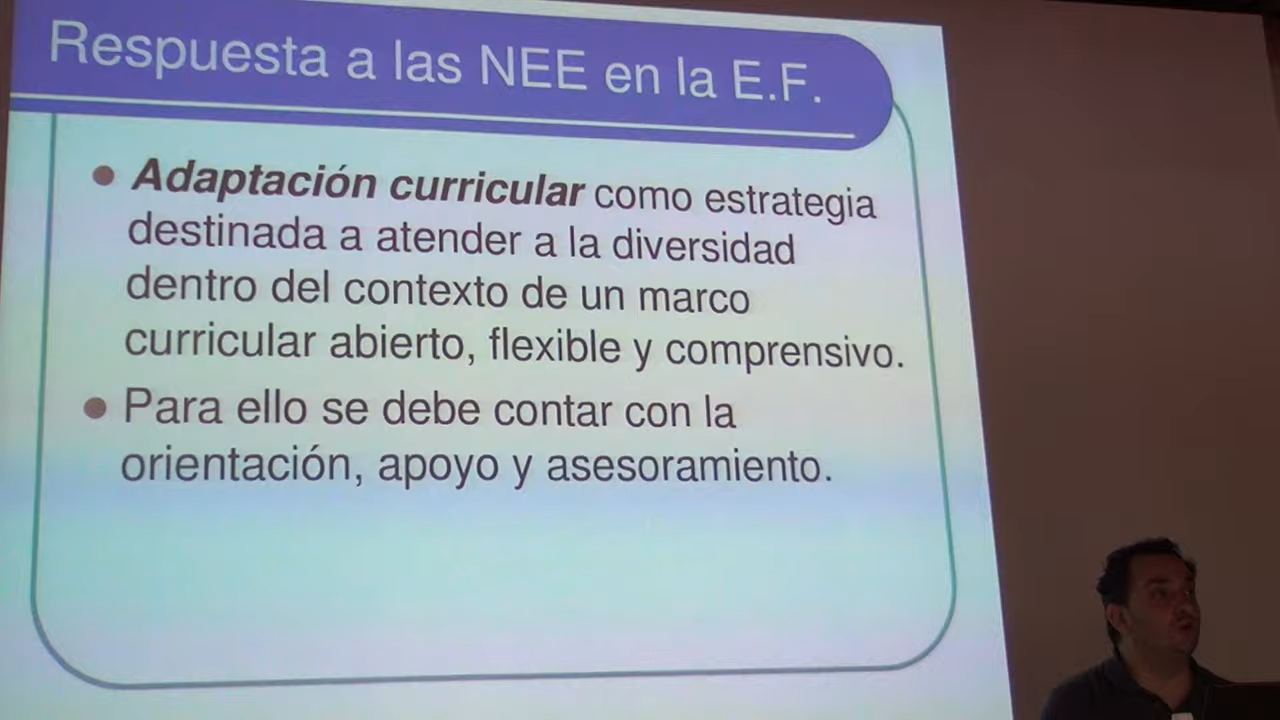 Respuesta a las NEE en la E.F.
Adaptación curricular como estrategia
destinada a atender a la diversidad
dentro del contexto de un marco
curricular abierto, flexible y comprensivo.
Para ello se debe contar con la
orientación, apoyo y asesoramiento.